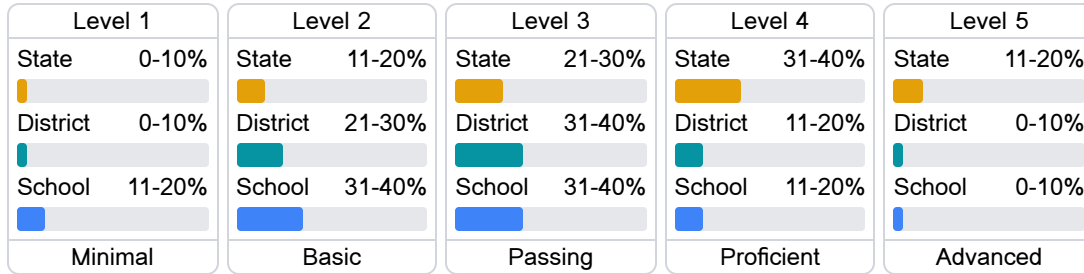 Level 1
State 0-10%
District 0-10%
School 11-20%
Minimal
Level 2
State 11-20%
District 21-30%
School 31-40%
Basic
Level 3
State 21-30%
District 31-40%
School 31-40%
Passing
Level 4
State 31-40%
District 11-20%
School 11-20%
Proficient
Level 5
State 11-20%
District 0-10%
School 0-10%
Advanced